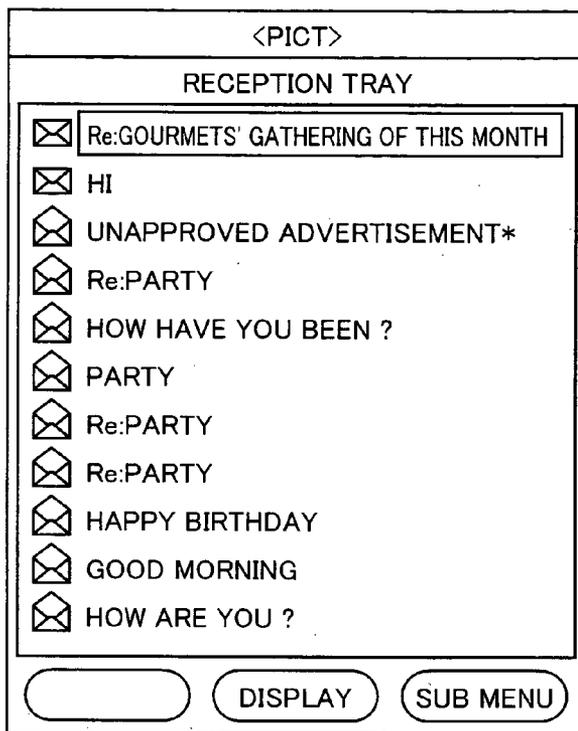 <PICT>
RECEPTION TRAY
Re:GOURMETS' GATHERING OF THIS MONTH
HI
UNAPPROVED ADVERTISEMENT*
Re:PARTY
HOW HAVE YOU BEEN ?
PARTY
Re:PARTY
Re:PARTY
HAPPY BIRTHDAY
GOOD MORNING
HOW ARE YOU ?
DISPLAY SUB MENU